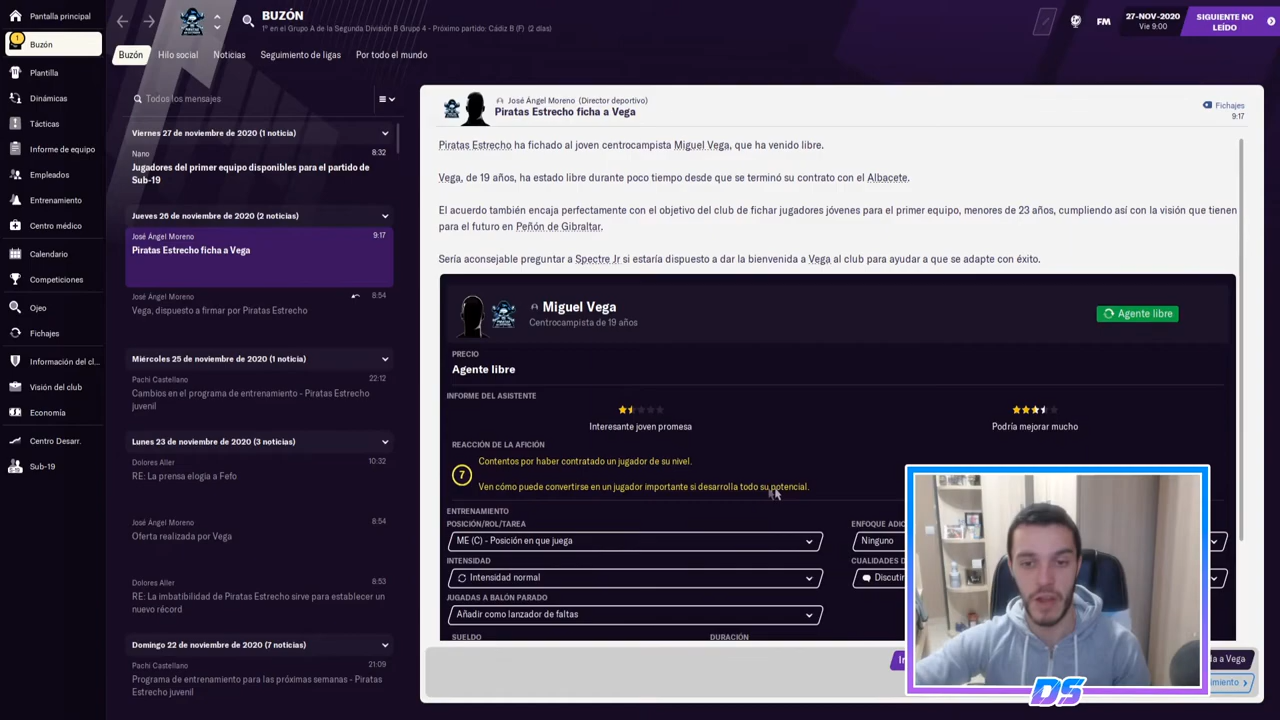 Pantalla principal
1
Buzón
Plantilla
Dinámicas
Tácticas
Informe de equipo
Empleados
Entrenamiento
Centro médico
Calendario
Competiciones
Ojeo
Fichajes
Información del cl...
Visión del club
Economía
Centro Desarr.
Sub-19
BUZÓN
1º en el Grupo A de la Segunda División B Grupo 4 - Próximo partido: Cádiz B (F) (2 días)
FM
27-NOV-2020
Vie 9:00
SIGUIENTE NO
LEÍDO
Buzón
Hilo social
Noticias
Seguimiento de ligas
Por todo el mundo
Todos los mensajes
Viernes 27 de noviembre de 2020 (1 noticia)
Nano
8:32
Jugadores del primer equipo disponibles para el partido de
Sub-19
Jueves 26 de noviembre de 2020 (2 noticias)
José Ángel Moreno
9:17
Piratas Estrecho ficha a Vega
José Ángel Moreno
8:54
Vega, dispuesto a firmar por Piratas Estrecho
Miércoles 25 de noviembre de 2020 (1 noticia)
Pachi Castellano
22:12
Cambios en el programa de entrenamiento - Piratas Estrecho
juvenil
Lunes 23 de noviembre de 2020 (3 noticias)
Dolores Aller
10:32
RE: La prensa elogia a Fefo
José Ángel Moreno
8:54
Oferta realizada por Vega
Dolores Aller
8:53
RE: La imbatibilidad de Piratas Estrecho sirve para establecer un
nuevo récord
Domingo 22 de noviembre de 2020 (7 noticias)
Pachi Castellano
21:09
Programa de entrenamiento para las próximas semanas - Piratas
Estrecho juvenil
José Ángel Moreno (Director deportivo)
Piratas Estrecho ficha a Vega
Fichajes
9:17
Piratas Estrecho ha fichado al joven centrocampista Miguel Vega, que ha venido libre.
Vega, de 19 años, ha estado libre durante poco tiempo desde que se terminó su contrato con el Albacete.
El acuerdo también encaja perfectamente con el objetivo del club de fichar jugadores jóvenes para el primer equipo, menores de 23 años, cumpliendo así con la visión que tienen
para el futuro en Peñón de Gibraltar.
Sería aconsejable preguntar a Spectre Jr si estaría dispuesto a dar la bienvenida a Vega al club para ayudar a que se adapte con éxito.
Miguel Vega
Centrocampista de 19 años
Agente libre
PRECIO
Agente libre
INFORME DEL ASISTENTE
Interesante joven promesa
Podría mejorar mucho
REACCIÓN DE LA AFICIÓN
7
Contentos por haber contratado un jugador de su nivel.
Ven cómo puede convertirse en un jugador importante si desarrolla todo su potencial.
ENTRENAMIENTO
POSICIÓN/ROL/TAREA
ME (C) - Posición en que juega
ENFOQUE ADIC
Ninguno
INTENSIDAD
Intensidad normal
CUALIDADES D
Discutir
JUGADAS A BALÓN PARADO
Añadir como lanzador de faltas
SUELDO
DURACIÓN
a a Vega
imiento
DS